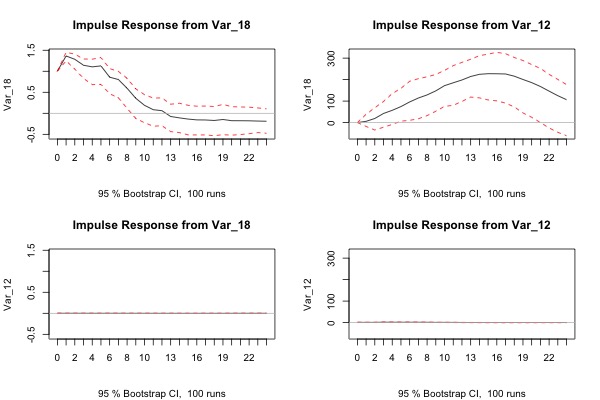 Impulse Response from Var_18
Var_18
1.5
0.5
-0.5
0 2 4 6 8 10 13 16 19 22
95 % Bootstrap CI, 100 runs
Impulse Response from Var_12
Var_18
300
100
0
0 2 4 6 8 10 13 16 19 22
95 % Bootstrap CI, 100 runs
Impulse Response from Var_18
Var_12
1.5
0.5
-0.5
0 2 4 6 8 10 13 16 19 22
95 % Bootstrap CI, 100 runs
Impulse Response from Var_12
Var_12
300
100
0
0 2 4 6 8 10 13 16 19 22
95 % Bootstrap CI, 100 runs